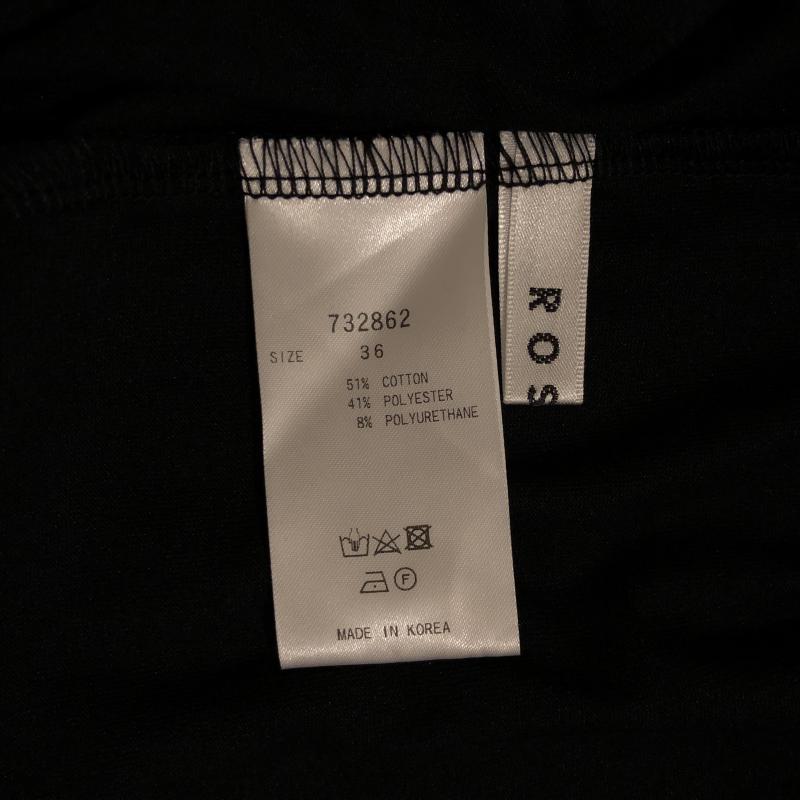 732862
SIZE 36
51% COTTON
41% POLYESTER
8% POLYURETHANE
F
MADE IN KOREA
ROS